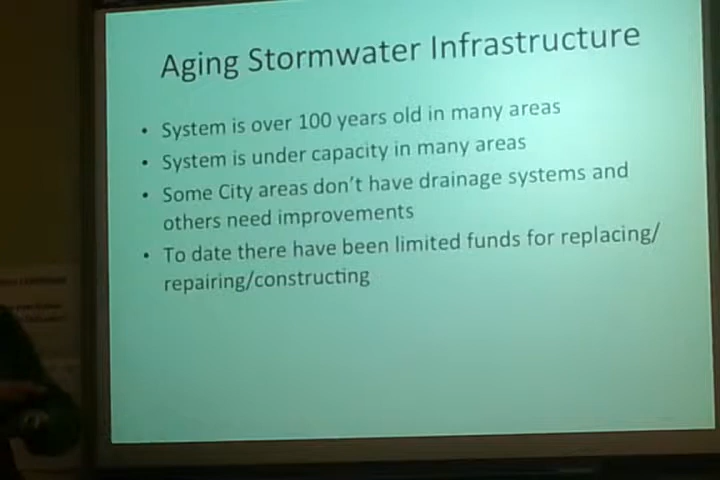 Aging Stormwater Infrastructure
• System is over 100 years old in many areas
• System is under capacity in many areas
• Some City areas don't have drainage systems and
others need improvements
• To date there have been limited funds for replacing/
repairing/constructing